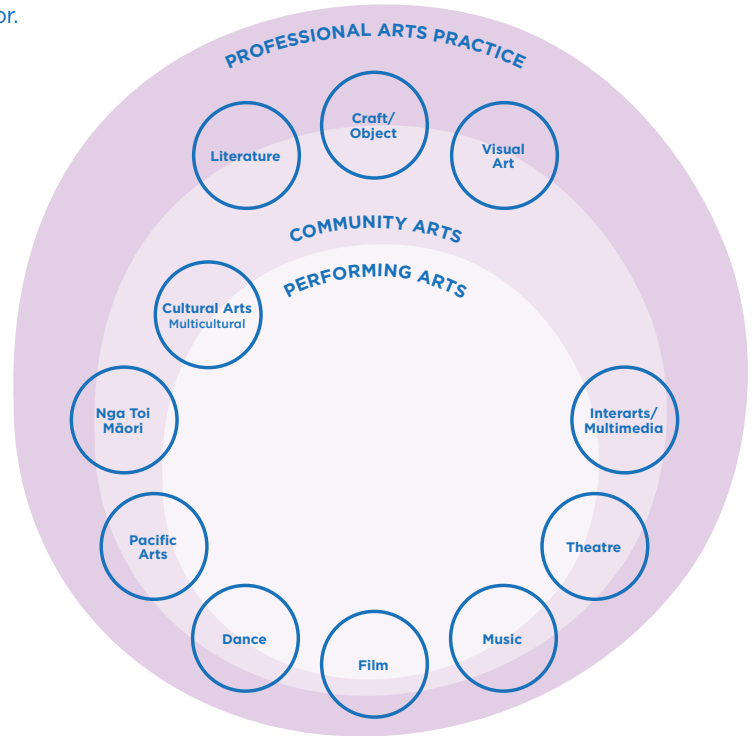 or.
PROFESSIONAL ARTS PRACTICE
Craft/
Object
Literature
Visual
Art
COMMUNITY ARTS
PERFORMING ARTS
Cultural Arts
Multicultural
Nga Toi
Māori
Interarts/
Multimedia
Pacific
Arts
Theatre
Dance
Music
Film